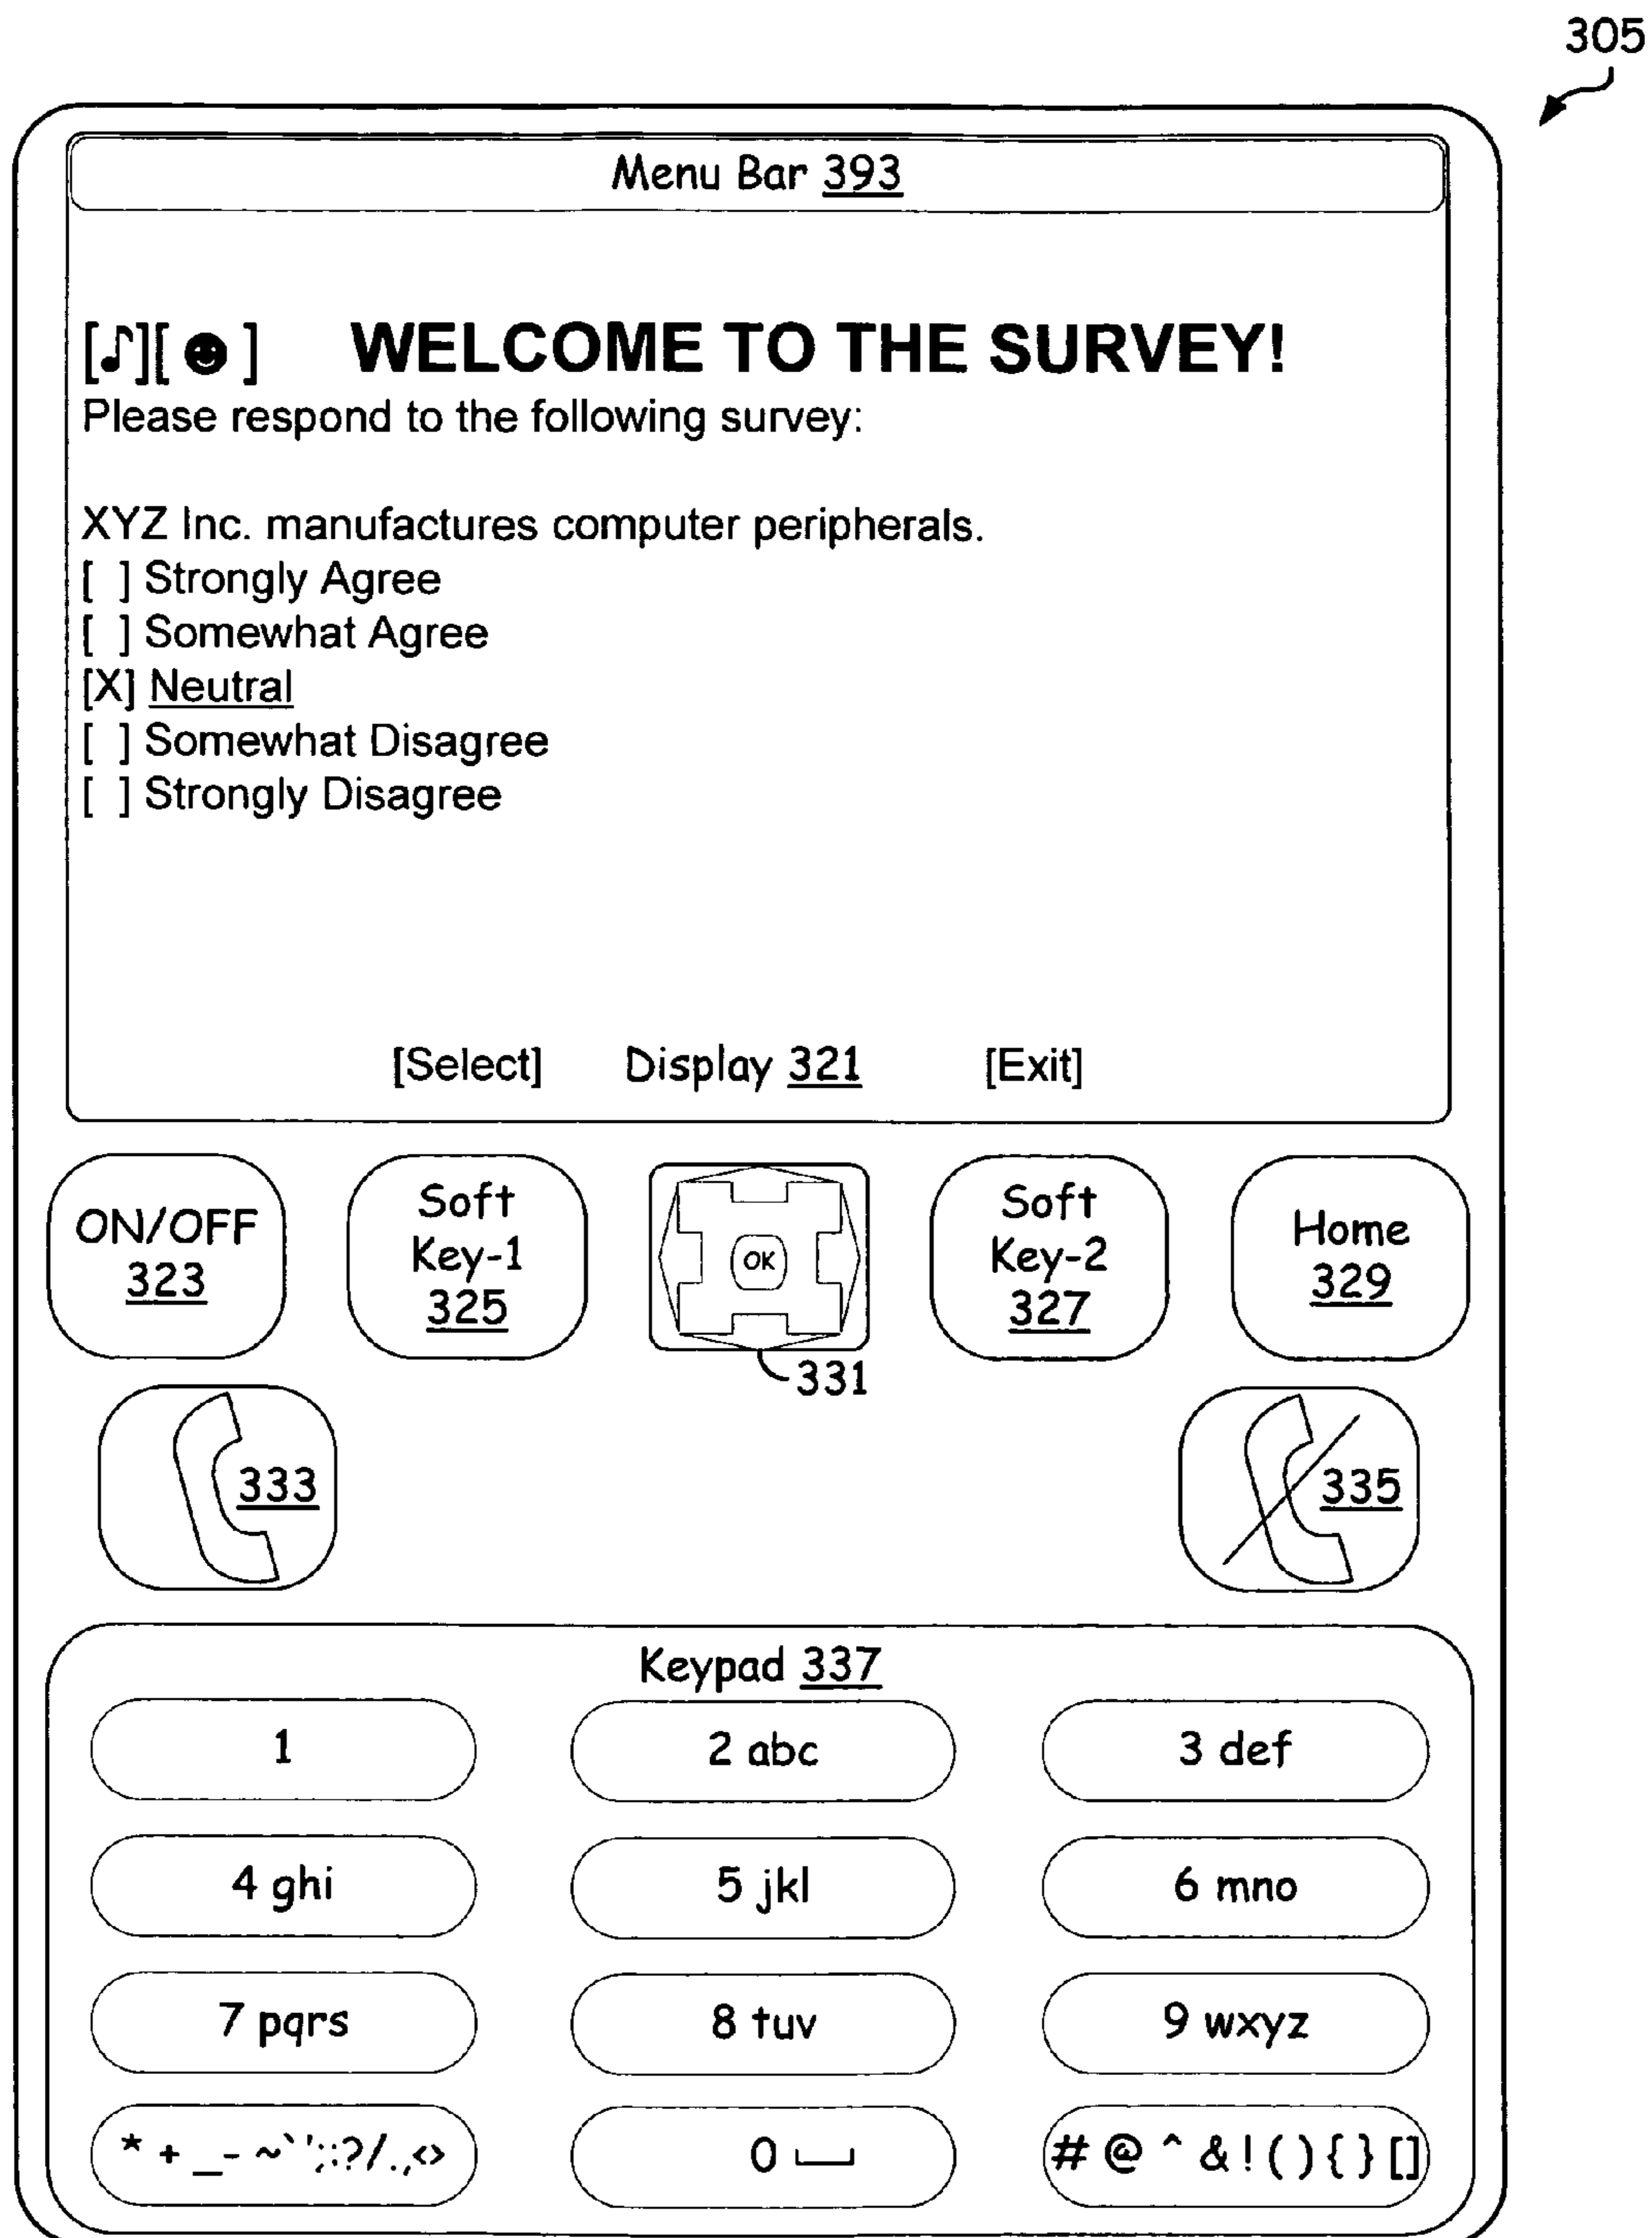 305
Menu Bar 393
[♪][☻] WELCOME TO THE SURVEY!
Please respond to the following survey:
XYZ Inc. manufactures computer peripherals.
[ ] Strongly Agree
[ ] Somewhat Agree
[X] Neutral
[ ] Somewhat Disagree
[ ] Strongly Disagree
[Select] Display 321 [Exit]
ON/OFF
323
Soft
Key-1
325
OK
331
Soft
Key-2
327
Home
329
333
335
Keypad 337
1
2 abc
3 def
4 ghi
5 jkl
6 mno
7 pqrs
8 tuv
9 wxyz
* + _- ~`';:?/.,<>
0 ⎵
# @ ^ & ! ( ) { } []